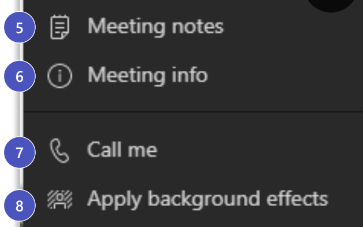 5 Meeting notes
6 Meeting info
7 Call me
8 Apply background effects